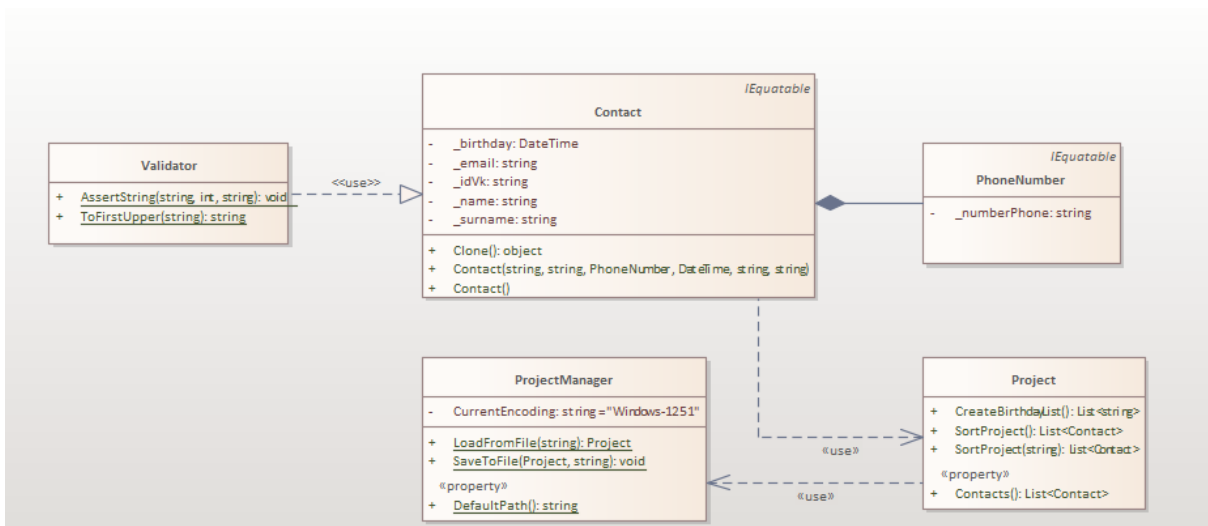 IEquatable
Contact
- _birthday: DateTime
- _email: string
- _idVk: string
- _name: string
- _surname: string
+ Clone(): object
+ Contact(string, string, PhoneNumber, DateTime, string, string)
+ Contact()
Validator
+ AssertString(string, int, string): void
+ ToFirstUpper(string): string
<<use>>
IEquatable
PhoneNumber
- _numberPhone: string
ProjectManager
- CurrentEncoding: string = "Windows-1251"
+ LoadFromFile(string): Project
+ SaveToFile(Project, string): void
«property»
+ DefaultPath(): string
«use»
«use»
Project
+ CreateBirthdayList(): List<string>
+ SortProject(): List<Contact>
+ SortProject(string): List<Contact>
«property»
+ Contacts(): List<Contact>